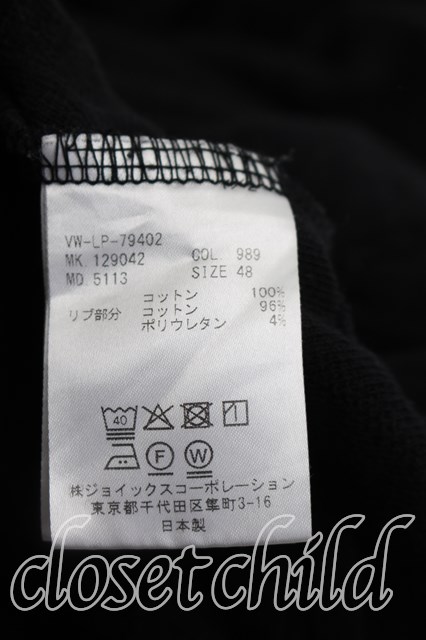 VW-LP-79402
MK. 129042 COL. 989
MD. 5113 SIZE 48
コットン 100%
リブ部分 コットン 96%
ポリウレタン 4%
40
F
W
株ジョイックスコーポレーション
東京都千代田区隼町3-16
日本製
closetchild